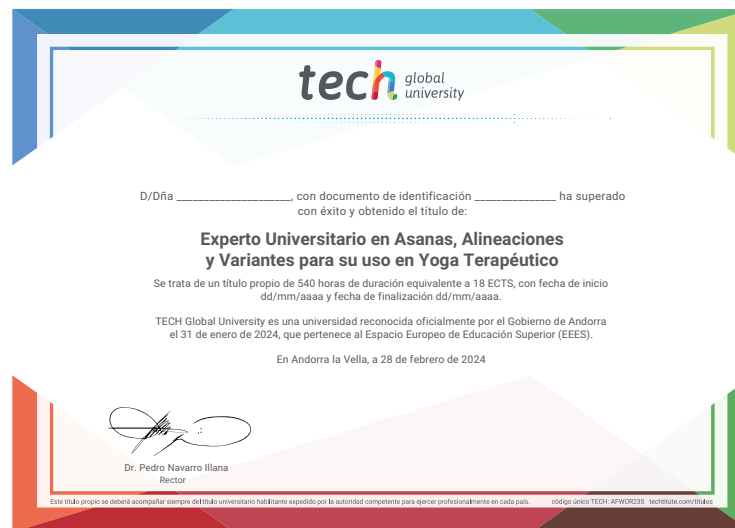 tech global university
D/Dña ______________________, con documento de identificación ________________ ha superado
con éxito y obtenido el título de:
Experto Universitario en Asanas, Alineaciones
y Variantes para su uso en Yoga Terapéutico
Se trata de un título propio de 540 horas de duración equivalente a 18 ECTS, con fecha de inicio
dd/mm/aaaa y fecha de finalización dd/mm/aaaa.
TECH Global University es una universidad reconocida oficialmente por el Gobierno de Andorra
el 31 de enero de 2024, que pertenece al Espacio Europeo de Educación Superior (EEES).
En Andorra la Vella, a 28 de febrero de 2024
Dr. Pedro Navarro Illana
Rector
Este título propio se deberá acompañar siempre del título universitario habilitante expedido por la autoridad competente para ejercer profesionalmente en cada país. código único TECH: AFWOR235 techtitute.com/titulos